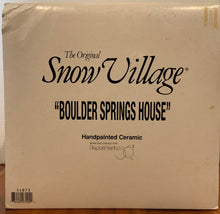 The Original
Snow Village®
"BOULDER SPRINGS HOUSE"
Handpainted Ceramic
Department 56